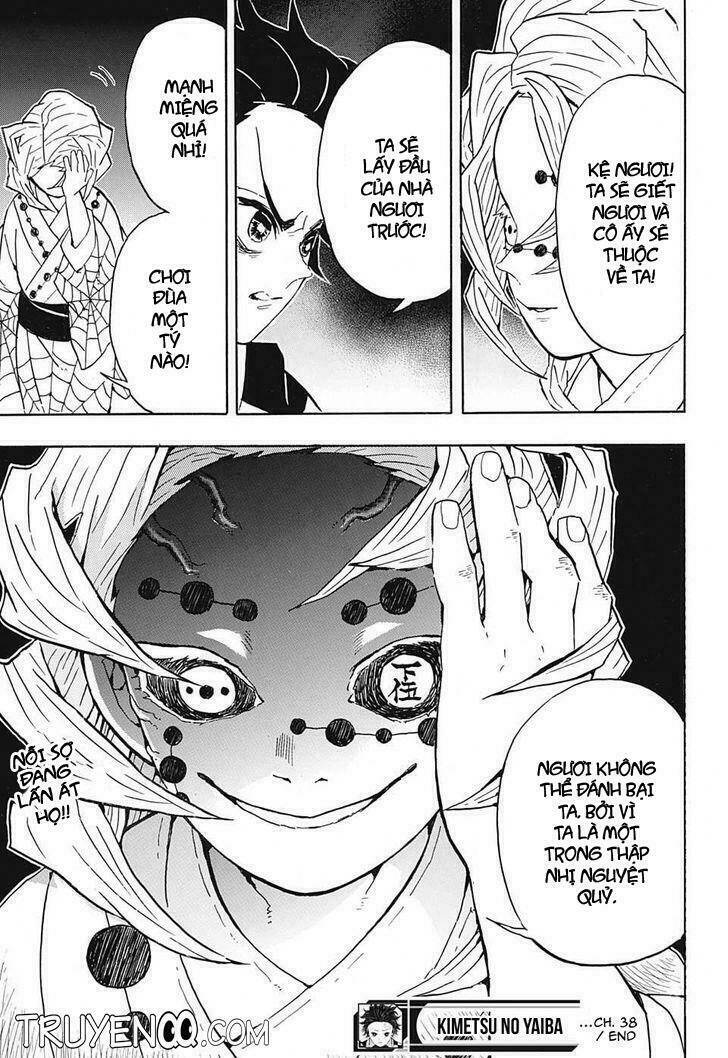 KỆ NGƯƠI!
TA SẼ GIẾT
NGƯƠI VÀ
CÔ ẤY SẼ
THUỘC
VỀ TA!
TA SẼ
LẤY ĐẦU
CỦA NHÀ
NGƯƠI
TRƯỚC!
MẠNH
MIỆNG
QUÁ
NHỈ!
CHƠI
ĐÙA
MỘT
TÝ
NÀO!
下伍
NỖI SỢ
ĐANG
LẤN ÁT
HỌ!!
NGƯƠI KHÔNG
THỂ ĐÁNH BẠI
TA. BỞI VÌ
TA LÀ MỘT
TRONG THẬP
NHỊ NGUYỆT
QUỶ.
TRUYENQQ.COM
KIMETSU NO YAIBA
...CH. 38
/ END